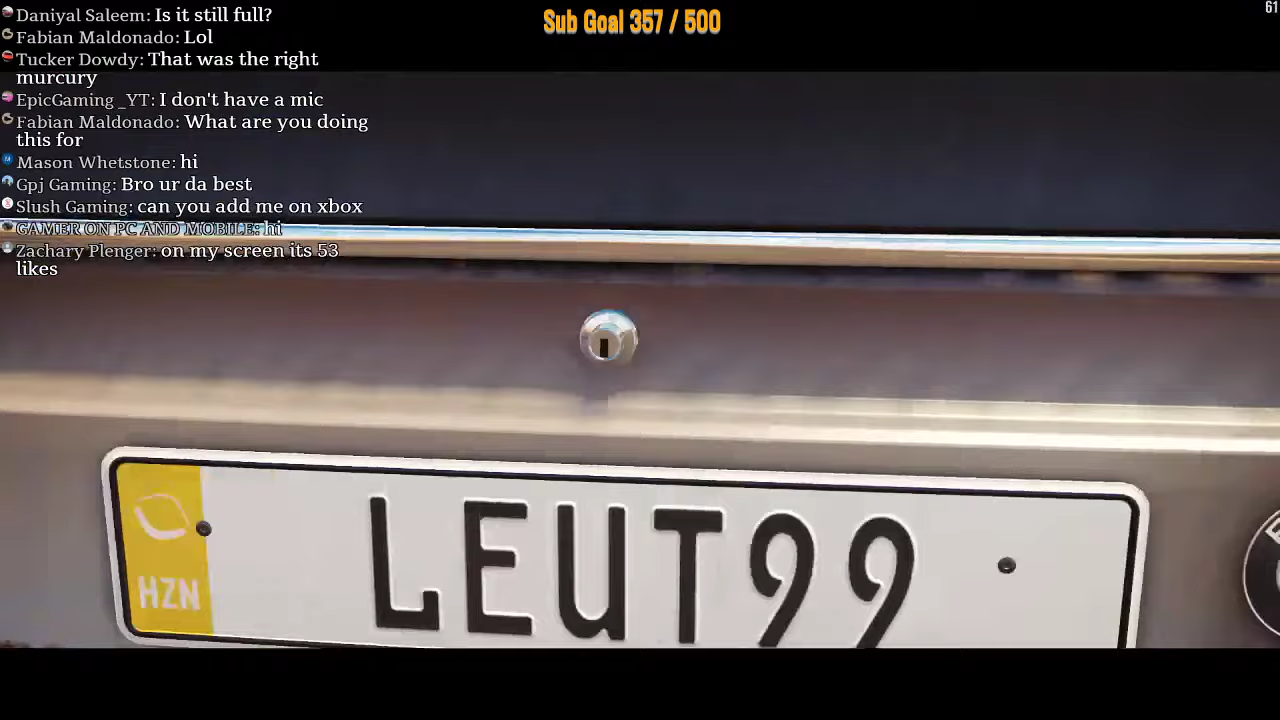 Daniyal Saleem: Is it still full?
Fabian Maldonado: Lol
Tucker Dowdy: That was the right
murcury
EpicGaming _YT: I don't have a mic
Fabian Maldonado: What are you doing
this for
Mason Whetstone: hi
Gpj Gaming: Bro ur da best
Slush Gaming: can you add me on xbox
GAMER ON PC AND MOBILE: hi
Zachary Plenger: on my screen its 53
likes
Sub Goal 357 / 500
61
HZN
LEUT99